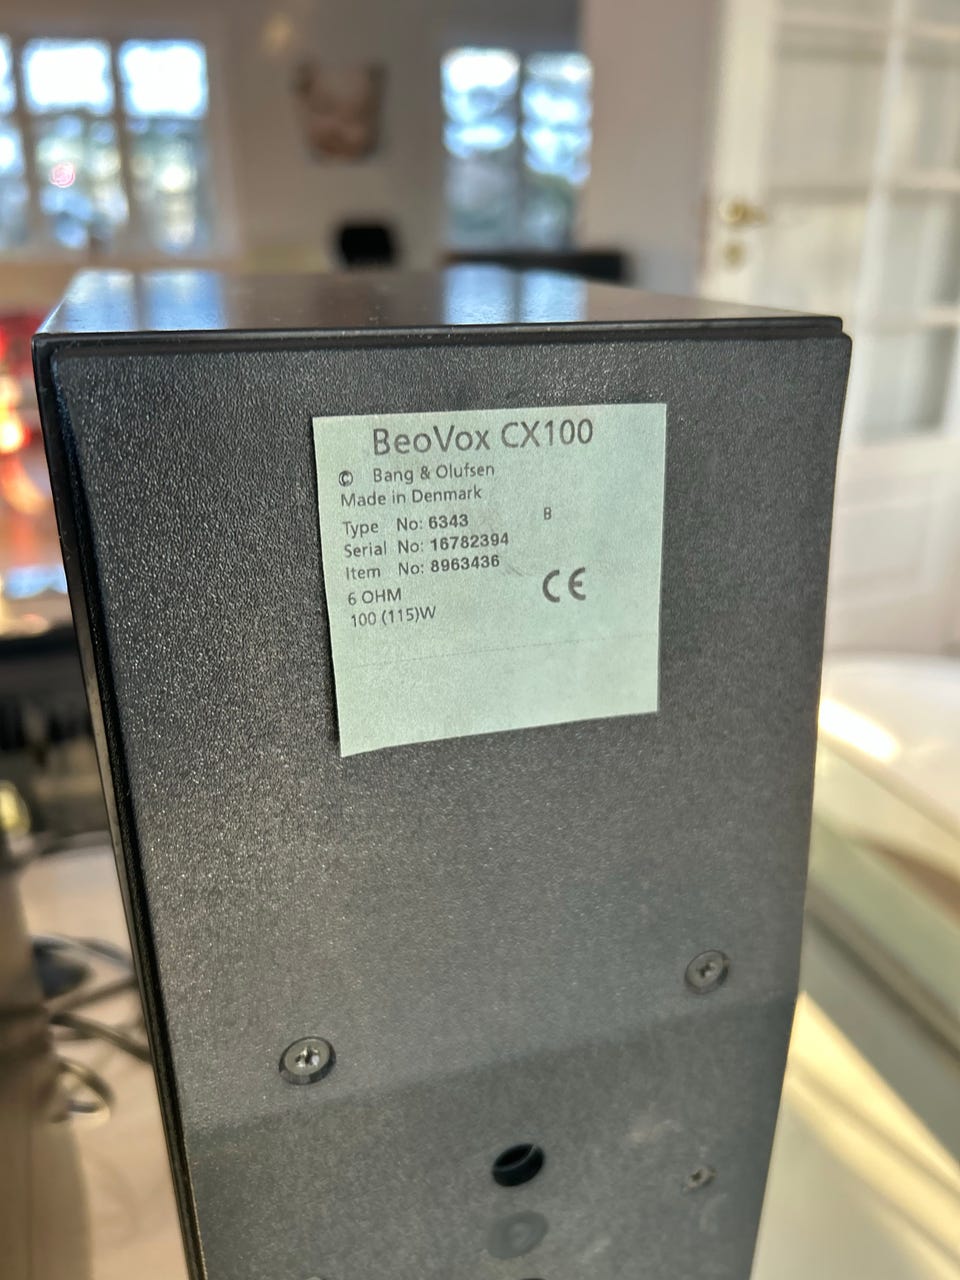 BeoVox CX100
© Bang & Olufsen
Made in Denmark
Type No: 6343 B
Serial No: 16782394
Item No: 8963436
6 OHM
100 (115)W
CE